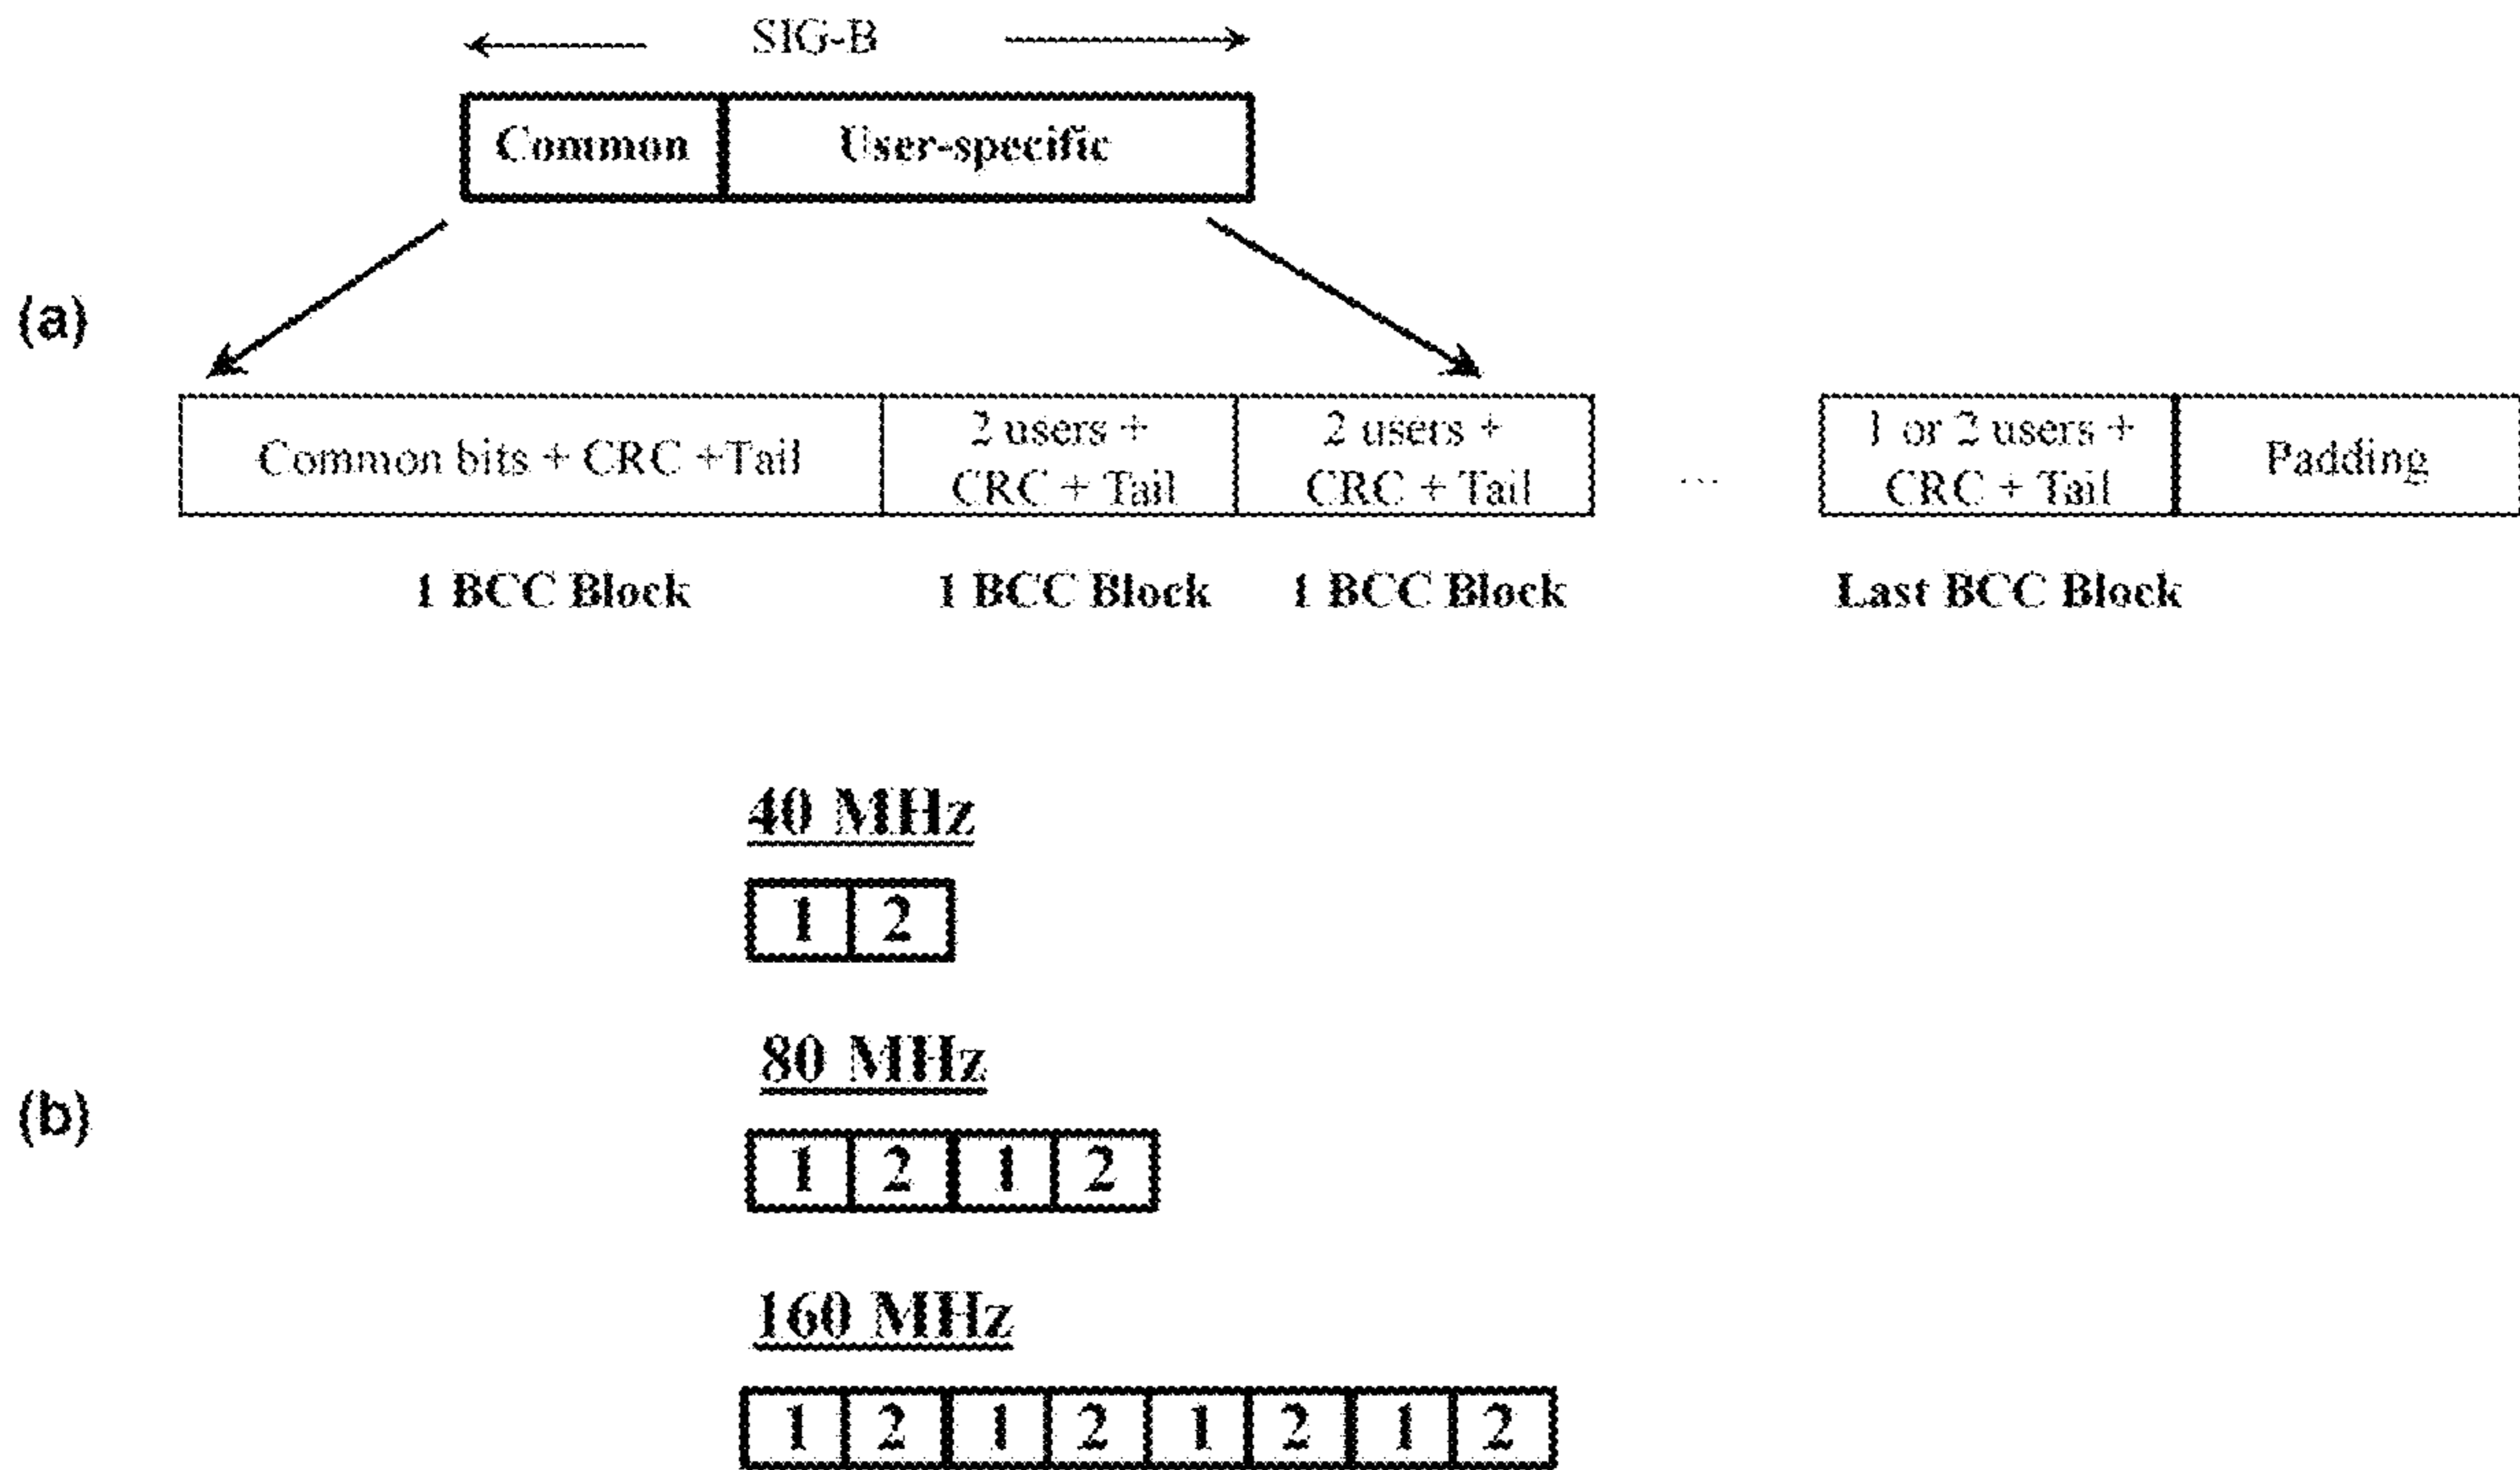 SIG-B
Common User-specific
(a)
Common bits + CRC +Tail
2 users +
CRC + Tail
2 users +
CRC + Tail
...
1 or 2 users +
CRC + Tail
Padding
1 BCC Block 1 BCC Block 1 BCC Block Last BCC Block
40 MHz
1 2
80 MHz
(b)
1 2 1 2
160 MHz
1 2 1 2 1 2 1 2